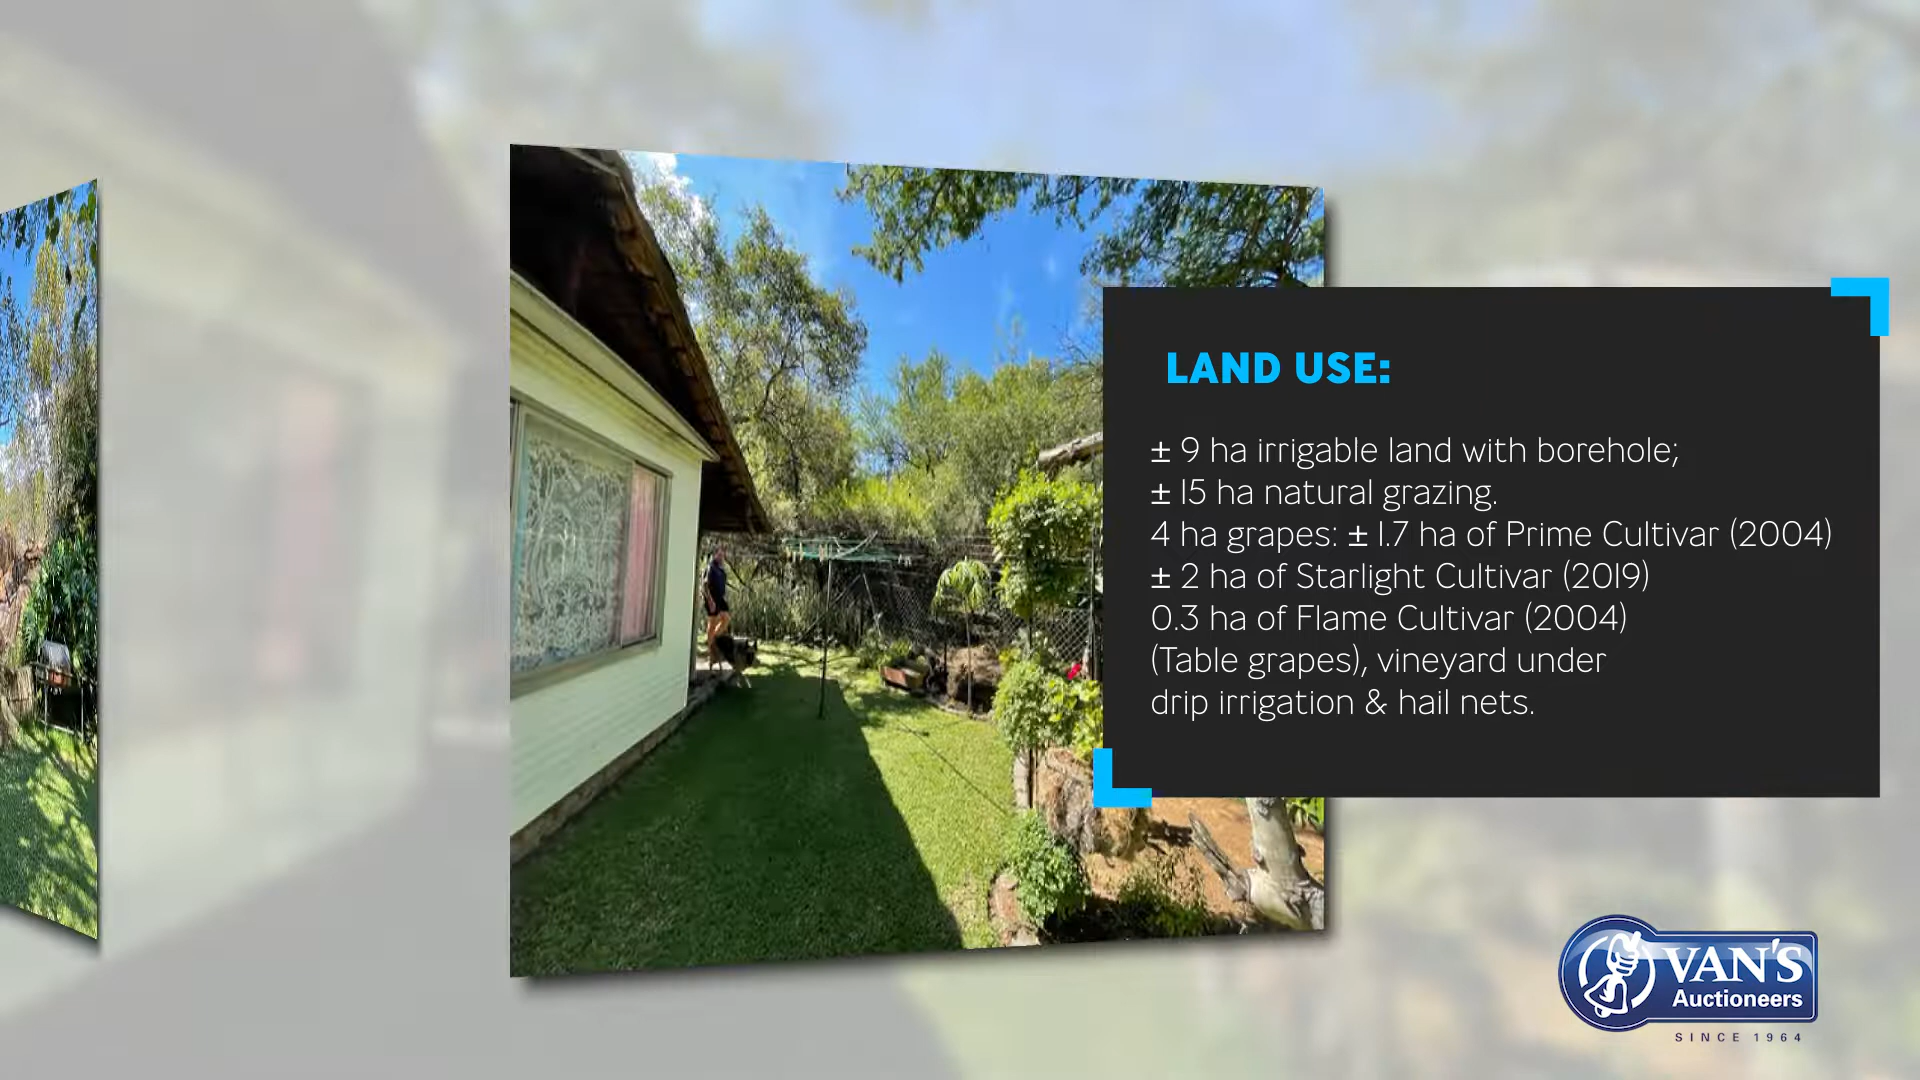 LAND USE:
± 9 ha irrigable land with borehole;
± 15 ha natural grazing.
4 ha grapes: ± 1.7 ha of Prime Cultivar (2004)
± 2 ha of Starlight Cultivar (2019)
0.3 ha of Flame Cultivar (2004)
(Table grapes), vineyard under
drip irrigation & hail nets.
VAN'S
Auctioneers
SINCE 1964